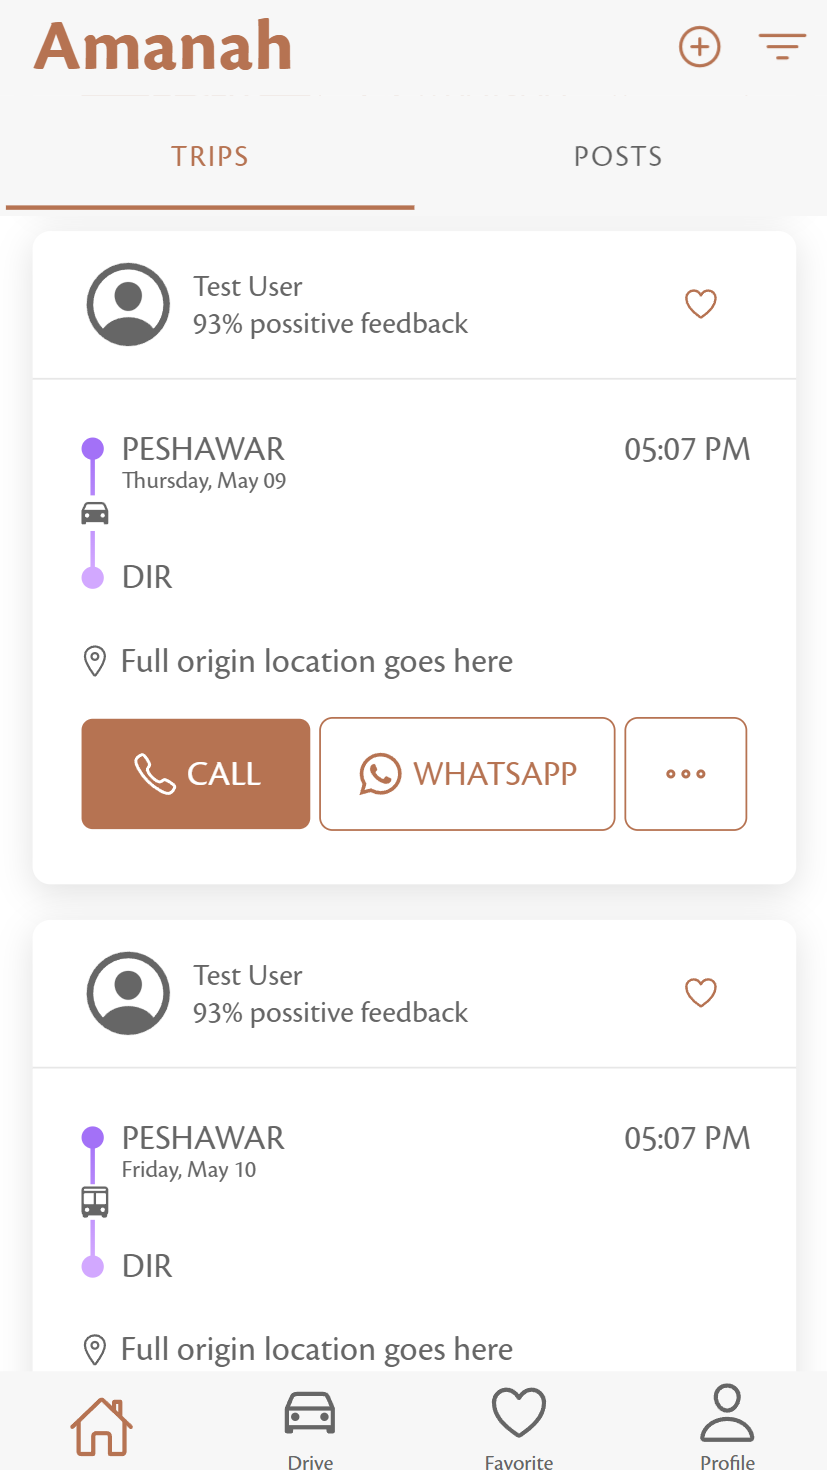 Amanah
TRIPS
POSTS
Test User
93% possitive feedback
PESHAWAR
05:07 PM
Thursday, May 09
DIR
Full origin location goes here
CALL
WHATSAPP
Test User
93% possitive feedback
PESHAWAR
05:07 PM
Friday, May 10
DIR
Full origin location goes here
Drive
Favorite
Profile